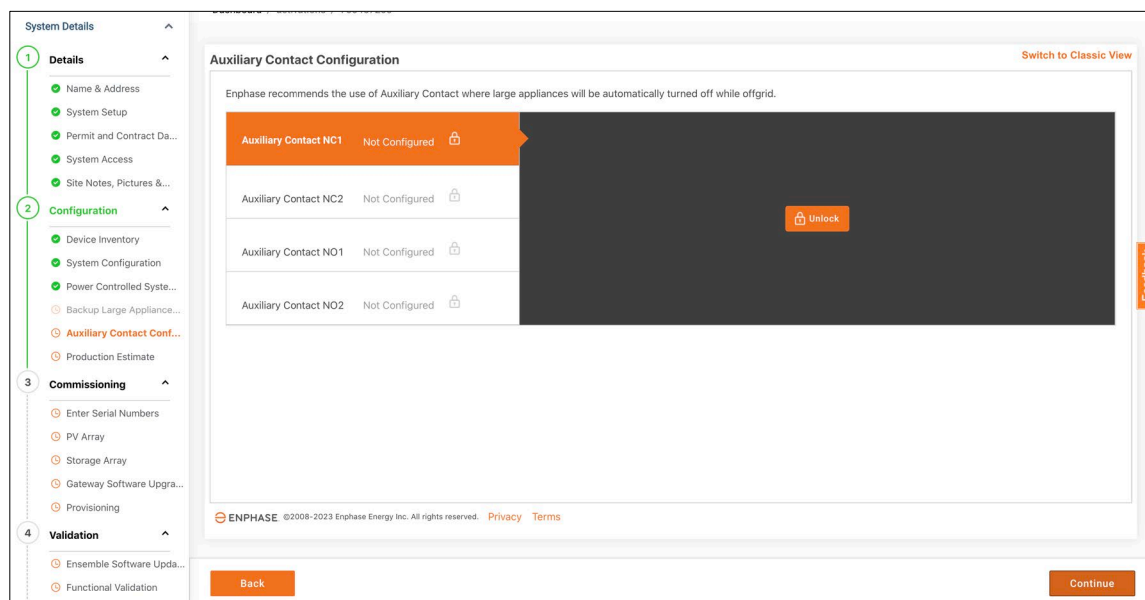 System Details
1
Details
Name & Address
System Setup
Permit and Contract Da...
System Access
Site Notes, Pictures &...
2
Configuration
Device Inventory
System Configuration
Power Controlled Syste...
Backup Large Appliance...
Auxiliary Contact Conf...
Production Estimate
3
Commissioning
Enter Serial Numbers
PV Array
Storage Array
Gateway Software Upgra...
Provisioning
4
Validation
Ensemble Software Upda...
Functional Validation
Auxiliary Contact Configuration
Switch to Classic View
Enphase recommends the use of Auxiliary Contact where large appliances will be automatically turned off while offgrid.
Auxiliary Contact NC1 Not Configured
Auxiliary Contact NC2 Not Configured
Auxiliary Contact NO1 Not Configured
Auxiliary Contact NO2 Not Configured
Unlock
ENPHASE ©2008-2023 Enphase Energy Inc. All rights reserved. Privacy Terms
Back
Continue